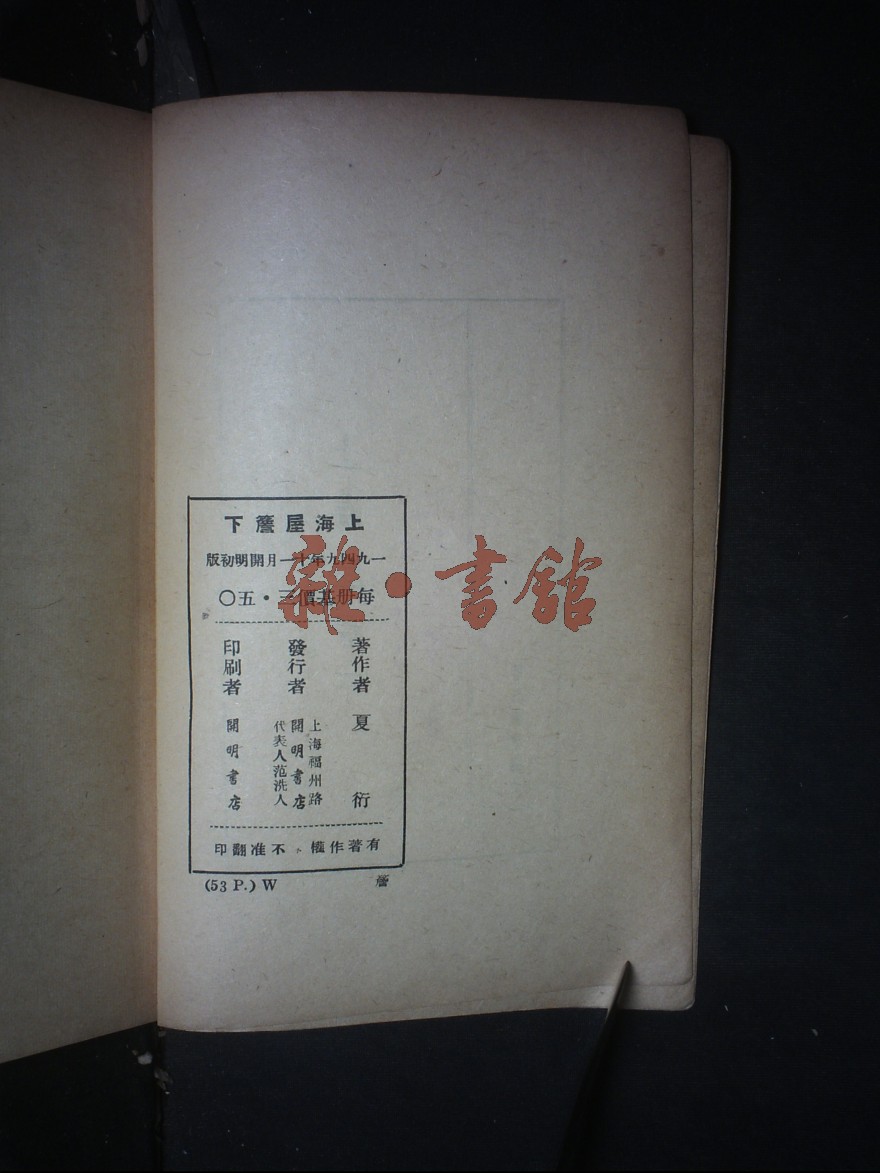 上海屋簷下
一九四九年十一月開明初版
每册基價三・五〇
著作者 夏衍
發行者 上海福州路 開明書店 代表人范洗人
印刷者 開明書店
有著作權、不准翻印
(53 P.) W 簷
雜・書館